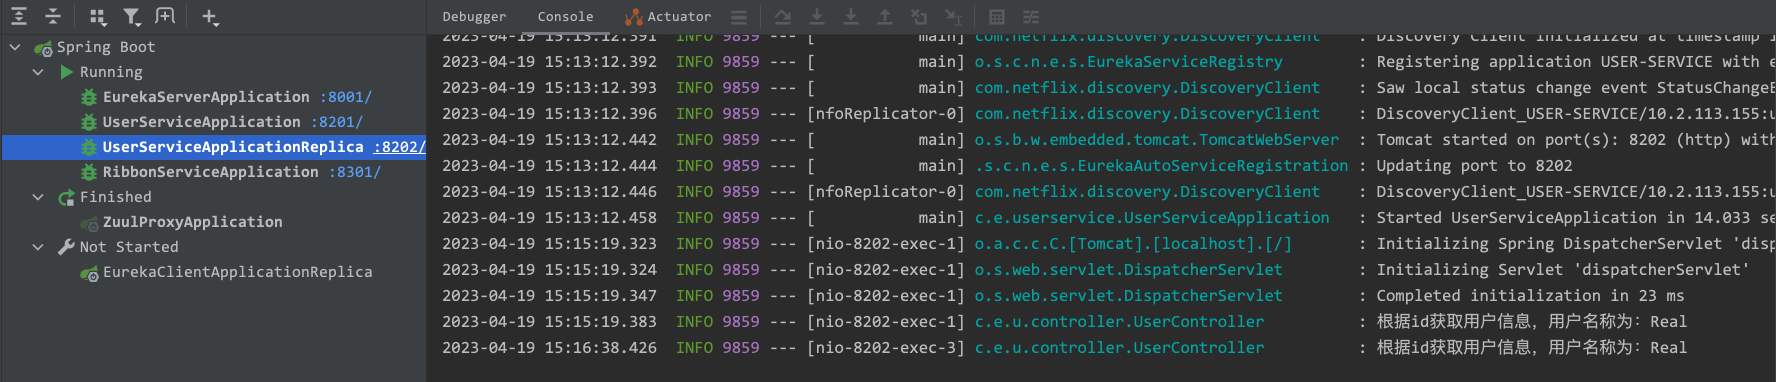 Debugger Console Actuator
Spring Boot
Running
EurekaServerApplication :8001/
UserServiceApplication :8201/
UserServiceApplicationReplica :8202/
RibbonServiceApplication :8301/
Finished
ZuulProxyApplication
Not Started
EurekaClientApplicationReplica
2023-04-19 15:13:12.391 INFO 9859 --- [ main] com.netflix.discovery.DiscoveryClient : Discovery Client initialized at timestamp
2023-04-19 15:13:12.392 INFO 9859 --- [ main] o.s.c.n.e.s.EurekaServiceRegistry : Registering application USER-SERVICE with e
2023-04-19 15:13:12.393 INFO 9859 --- [ main] com.netflix.discovery.DiscoveryClient : Saw local status change event StatusChangeE
2023-04-19 15:13:12.396 INFO 9859 --- [nfoReplicator-0] com.netflix.discovery.DiscoveryClient : DiscoveryClient_USER-SERVICE/10.2.113.155:u
2023-04-19 15:13:12.442 INFO 9859 --- [ main] o.s.b.w.embedded.tomcat.TomcatWebServer : Tomcat started on port(s): 8202 (http) with
2023-04-19 15:13:12.444 INFO 9859 --- [ main] .s.c.n.e.s.EurekaAutoServiceRegistration : Updating port to 8202
2023-04-19 15:13:12.446 INFO 9859 --- [nfoReplicator-0] com.netflix.discovery.DiscoveryClient : DiscoveryClient_USER-SERVICE/10.2.113.155:u
2023-04-19 15:13:12.458 INFO 9859 --- [ main] c.e.userservice.UserServiceApplication : Started UserServiceApplication in 14.033 se
2023-04-19 15:15:19.323 INFO 9859 --- [nio-8202-exec-1] o.a.c.c.C.[Tomcat].[localhost].[/] : Initializing Spring DispatcherServlet 'disp
2023-04-19 15:15:19.324 INFO 9859 --- [nio-8202-exec-1] o.s.web.servlet.DispatcherServlet : Initializing Servlet 'dispatcherServlet'
2023-04-19 15:15:19.347 INFO 9859 --- [nio-8202-exec-1] o.s.web.servlet.DispatcherServlet : Completed initialization in 23 ms
2023-04-19 15:15:19.383 INFO 9859 --- [nio-8202-exec-1] c.e.u.controller.UserController : 根据id获取用户信息，用户名称为：Real
2023-04-19 15:16:38.426 INFO 9859 --- [nio-8202-exec-3] c.e.u.controller.UserController : 根据id获取用户信息，用户名称为：Real